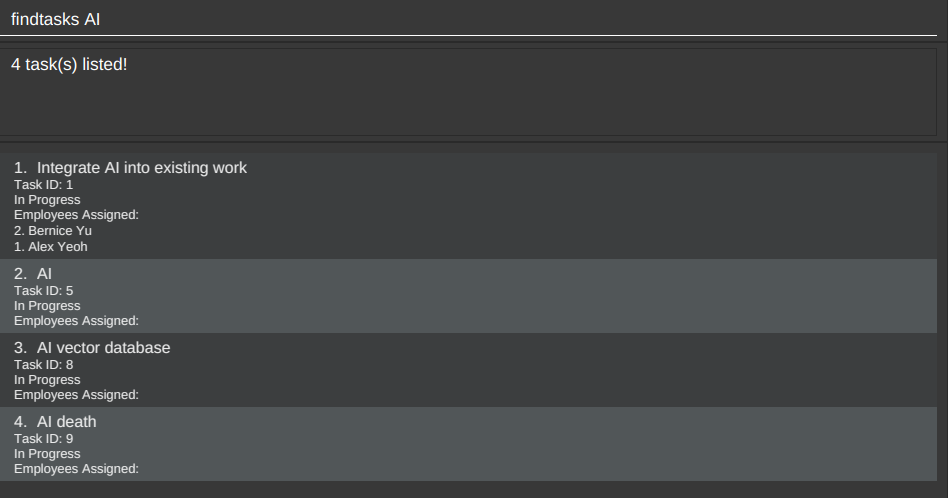 findtasks AI
4 task(s) listed!
1. Integrate AI into existing work
Task ID: 1
In Progress
Employees Assigned:
2. Bernice Yu
1. Alex Yeoh
2. AI
Task ID: 5
In Progress
Employees Assigned:
3. AI vector database
Task ID: 8
In Progress
Employees Assigned:
4. AI death
Task ID: 9
In Progress
Employees Assigned: